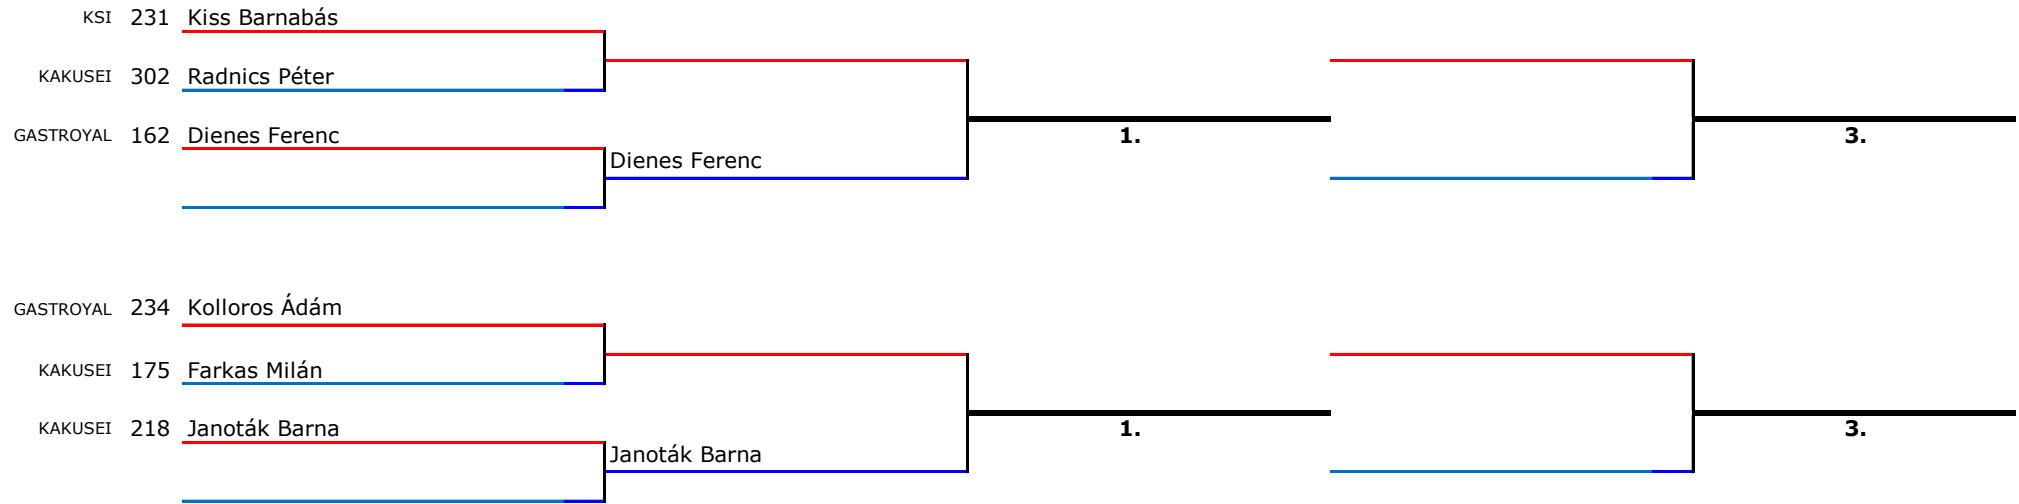 KSI 231 Kiss Barnabás
KAKUSEI 302 Radnics Péter
GASTROYAL 162 Dienes Ferenc
1.
3.
Dienes Ferenc
GASTROYAL 234 Kolloros Ádám
KAKUSEI 175 Farkas Milán
KAKUSEI 218 Janoták Barna
1.
3.
Janoták Barna